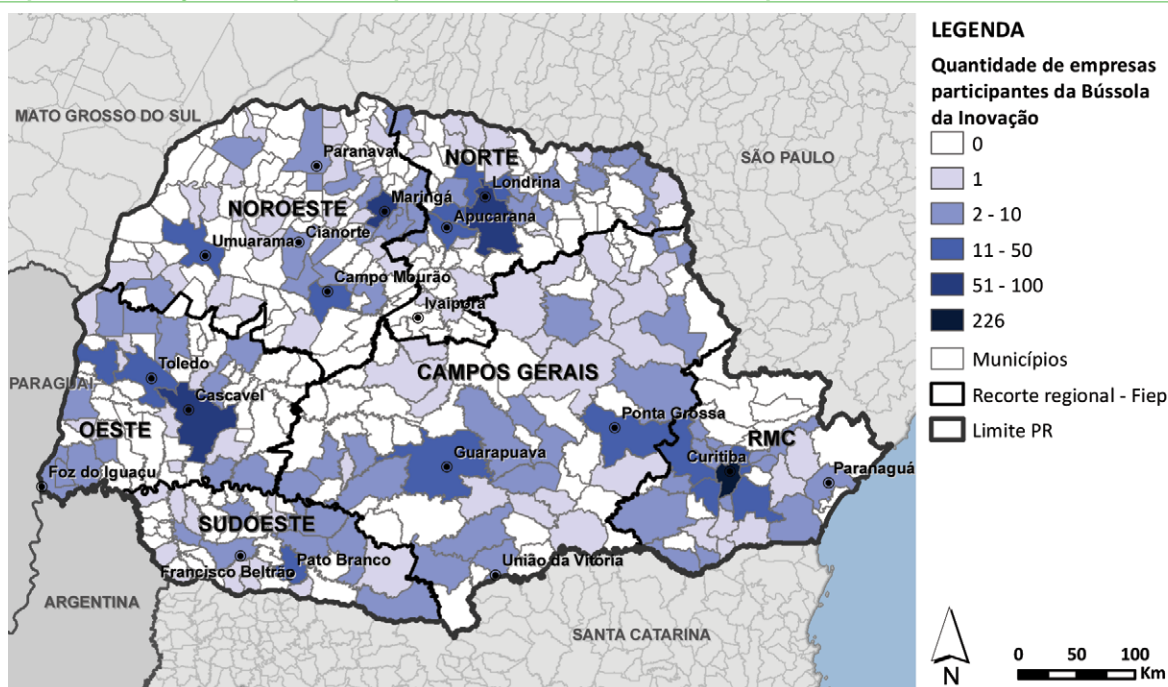 MATO GROSSO DO SUL
SÃO PAULO
Paranavaí
NORTE
Londrina
Maringá
NOROESTE
Apucarana
Cianorte
Umuarama
Campo Mourão
Ivaiporã
PARAGUAI
Toledo
CAMPOS GERAIS
Cascavel
Ponta Grossa
OESTE
RMC
Curitiba
Guarapuava
Paranaguá
Foz do Iguaçu
SUDOESTE
Pato Branco
União da Vitória
Francisco Beltrão
ARGENTINA
SANTA CATARINA
LEGENDA
Quantidade de empresas
participantes da Bússola
da Inovação
0
1
2 - 10
11 - 50
51 - 100
226
Municípios
Recorte regional - Fiep
Limite PR
N
0 50 100
Km